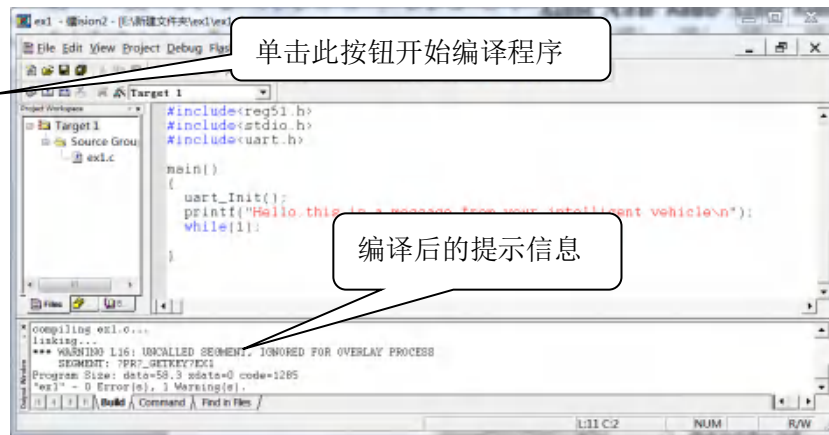 ex1 - [E:\新建文件夹\ex1\ex1
File Edit View Project Debug Flas
单击此按钮开始编译程序
Target 1
Project Workspace
Target 1
Source Grou
ex1.c
Files
#include<reg51.h>
#include<stdio.h>
#include<uart.h>
main()
{
uart_Init();
printf("Hello,this is a message from your intelligent vehicle\n");
while(1);
}
编译后的提示信息
compiling ex1.c...
linking...
*** WARNING L16: UNCALLED SEGMENT, IGNORED FOR OVERLAY PROCESS
SEGMENT: ?PR?_GETKEY?EX1
Program Size: data=58.3 xdata=0 code=1285
"ex1" - 0 Error(s), 1 Warning(s).
Output Window
Build Command Find in Files
L:11 C:2 NUM R/W